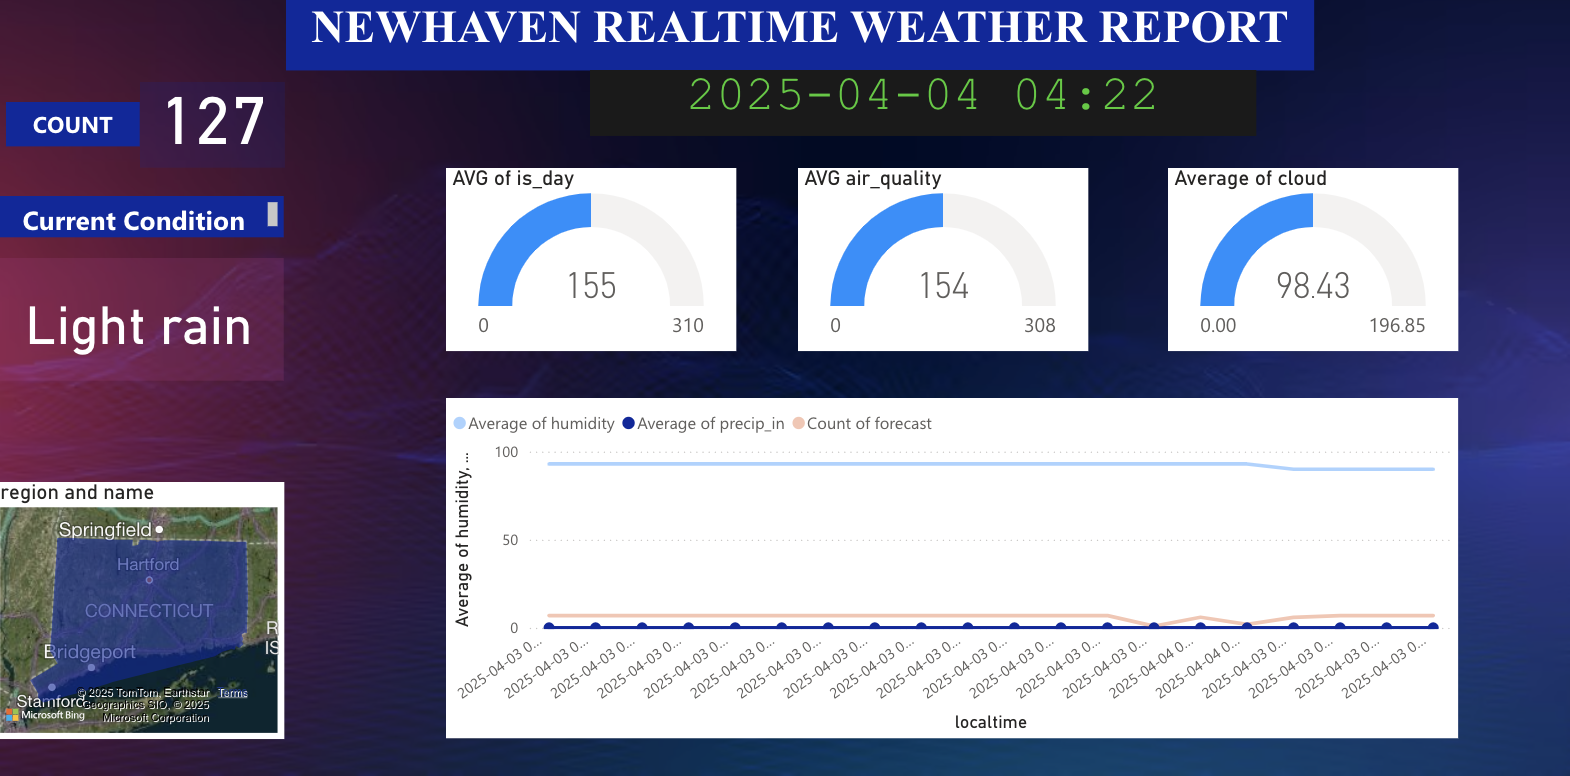 NEWHAVEN REALTIME WEATHER REPORT
2025-04-04 04:22
COUNT
127
Current Condition
Light rain
AVG of is_day
155
0
310
AVG air_quality
154
0
308
Average of cloud
98.43
0.00
196.85
Average of humidity Average of precip_in Count of forecast
Average of humidity, ...
100
50
0
2025-04-03 0...
2025-04-03 0...
2025-04-03 0...
2025-04-03 0...
2025-04-03 0...
2025-04-03 0...
2025-04-03 0...
2025-04-03 0...
2025-04-03 0...
2025-04-03 0...
2025-04-03 0...
2025-04-03 0...
2025-04-03 0...
2025-04-03 0...
2025-04-04 0...
2025-04-04 0...
2025-04-03 0...
2025-04-03 0...
2025-04-03 0...
2025-04-03 0...
localtime
region and name
Springfield
Hartford
CONNECTICUT
R
IS
Bridgeport
Stamford
© 2025 TomTom, Earthstar Terms
Geographics SIO, © 2025
Microsoft Corporation
Microsoft Bing